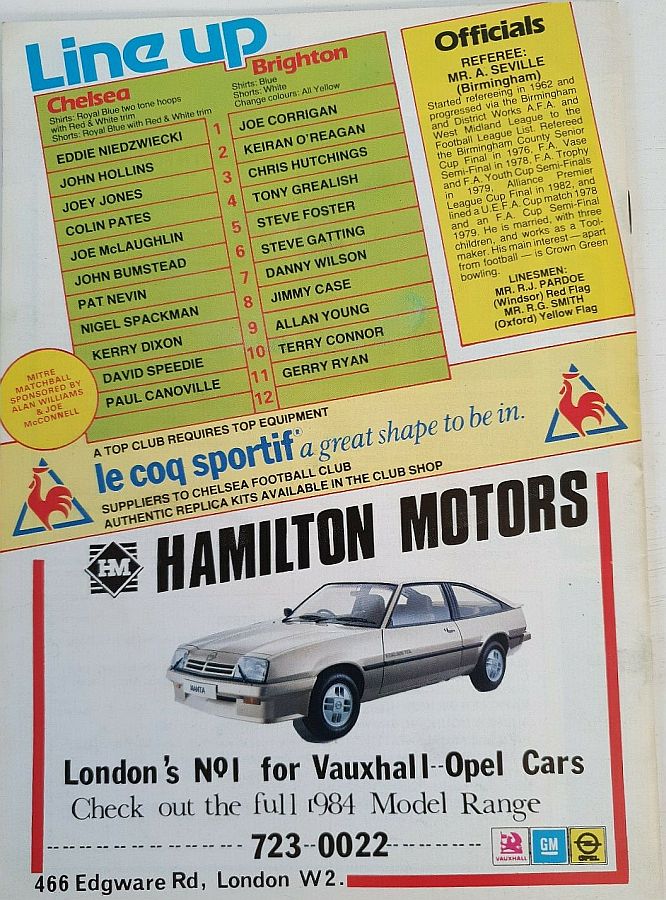 Line up
Chelsea
Shirts: Royal Blue two tone hoops
with Red & White trim
Shorts: Royal Blue with Red & White trim
Brighton
Shirts: Blue
Shorts: White
Change colours: All Yellow
EDDIE NIEDZWIECKI 1 JOE CORRIGAN
JOHN HOLLINS 2 KEIRAN O'REAGAN
JOEY JONES 3 CHRIS HUTCHINGS
COLIN PATES 4 TONY GREALISH
JOE McLAUGHLIN 5 STEVE FOSTER
JOHN BUMSTEAD 6 STEVE GATTING
PAT NEVIN 7 DANNY WILSON
NIGEL SPACKMAN 8 JIMMY CASE
KERRY DIXON 9 ALLAN YOUNG
DAVID SPEEDIE 10 TERRY CONNOR
PAUL CANOVILLE 11 GERRY RYAN
12
Officials
REFEREE:
MR. A. SEVILLE
(Birmingham)
Started refereeing in 1962 and
progressed via the Birmingham
and District Works A.F.A. and
West Midland League to the
Football League List. Refereed
the Birmingham County Senior
Cup Final in 1976, F.A. Vase
Semi-Final in 1978, F.A. Trophy
and F.A. Youth Cup Semi-Finals
in 1979, Alliance Premier
League Cup Final in 1982, and
lined a U.E.F.A. Cup match 1978
and an F.A. Cup Semi-Final
1979. He is married, with three
children, and works as a Tool-
maker. His main interest — apart
from football — is Crown Green
bowling.
LINESMEN:
MR. R.J. PARDOE
(Windsor) Red Flag
MR. R.G. SMITH
(Oxford) Yellow Flag
MITRE
MATCHBALL
SPONSORED BY
ALAN WILLIAMS
& JOE
McCONNELL
A TOP CLUB REQUIRES TOP EQUIPMENT
le coq sportif® a great shape to be in.
SUPPLIERS TO CHELSEA FOOTBALL CLUB
AUTHENTIC REPLICA KITS AVAILABLE IN THE CLUB SHOP
HM HAMILTON MOTORS
MANTA
London's Nº1 for Vauxhall--Opel Cars
Check out the full 1984 Model Range
723--0022
VAUXHALL GM OPEL
466 Edgware Rd, London W2.